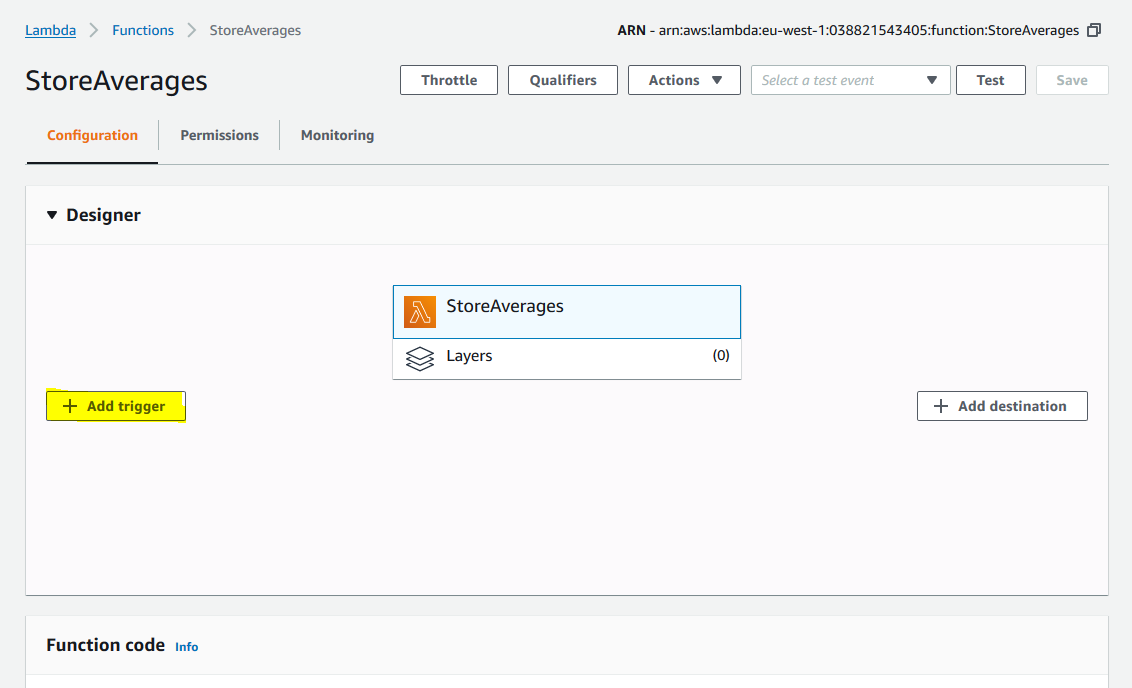 Lambda Functions StoreAverages
ARN - arn:aws:lambda:eu-west-1:038821543405:function:StoreAverages
StoreAverages
Throttle Qualifiers Actions Select a test event Test Save
Configuration Permissions Monitoring
Designer
StoreAverages
Layers (0)
+ Add trigger
+ Add destination
Function code Info